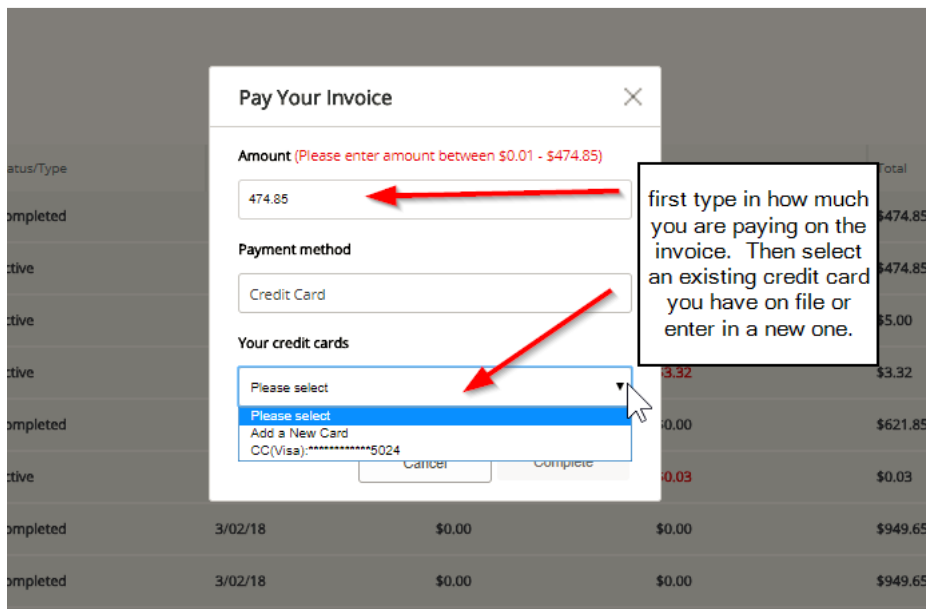 Pay Your Invoice
Amount (Please enter amount between $0.01 - $474.85)
474.85
Payment method
Credit Card
Your credit cards
Please select
Please select
Add a New Card
CC(Visa):************5024
Cancel Complete
first type in how much
you are paying on the
invoice. Then select
an existing credit card
you have on file or
enter in a new one.
atus/Type Total
ompleted $474.85
ctive $474.85
ctive $5.00
ctive $3.32 $3.32
ompleted $0.00 $621.85
ctive $0.03 $0.03
ompleted 3/02/18 $0.00 $0.00 $949.65
ompleted 3/02/18 $0.00 $0.00 $949.65